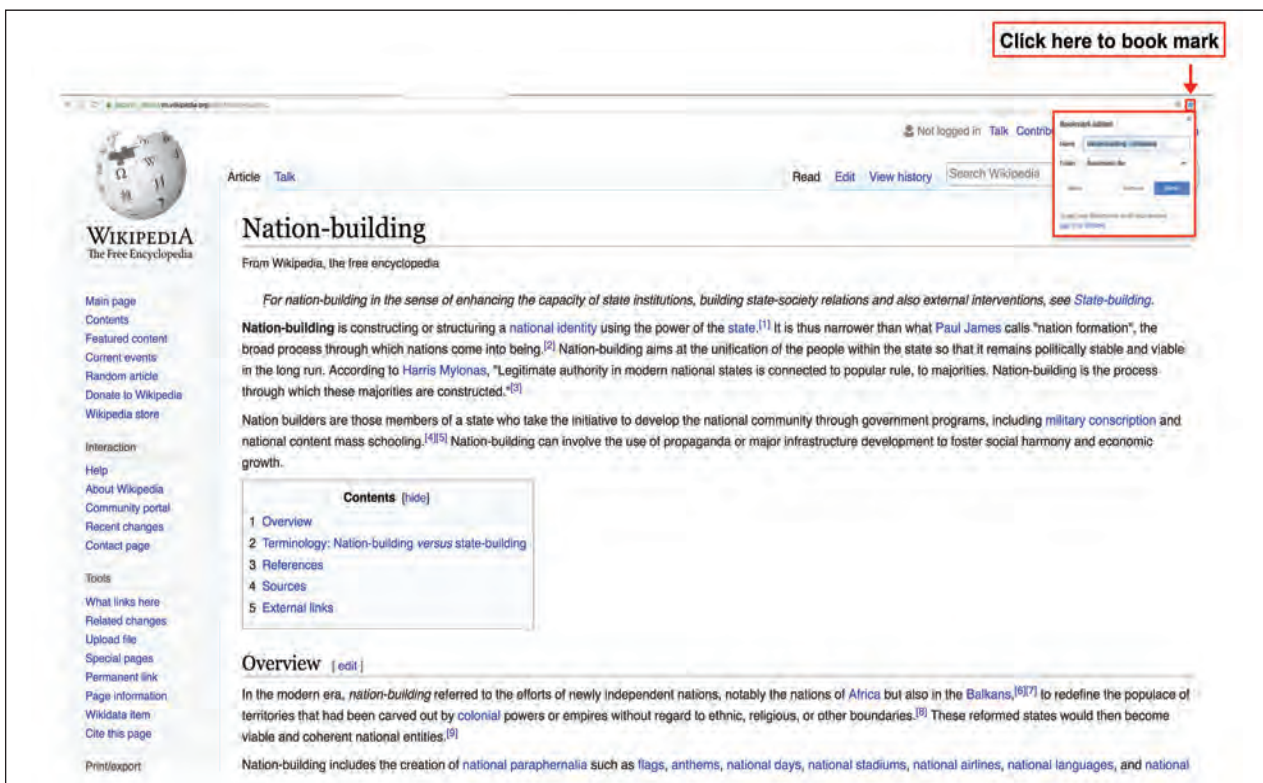 Click here to book mark
Not logged in Talk Contrib
Bookmark added
Name
Folder Bookmarks Bar
Remove
Article Talk
Read Edit View history Search Wikipedia
WIKIPEDIA
The Free Encyclopedia
Main page
Contents
Featured content
Current events
Random article
Donate to Wikipedia
Wikipedia store
Interaction
Help
About Wikipedia
Community portal
Recent changes
Contact page
Tools
What links here
Related changes
Upload file
Special pages
Permanent link
Page information
Wikidata item
Cite this page
Print/export
Nation-building
From Wikipedia, the free encyclopedia
For nation-building in the sense of enhancing the capacity of state institutions, building state-society relations and also external interventions, see State-building.
Nation-building is constructing or structuring a national identity using the power of the state.[1] It is thus narrower than what Paul James calls "nation formation", the
broad process through which nations come into being.[2] Nation-building aims at the unification of the people within the state so that it remains politically stable and viable
in the long run. According to Harris Mylonas, "Legitimate authority in modern national states is connected to popular rule, to majorities. Nation-building is the process
through which these majorities are constructed."[3]
Nation builders are those members of a state who take the initiative to develop the national community through government programs, including military conscription and
national content mass schooling.[4][5] Nation-building can involve the use of propaganda or major infrastructure development to foster social harmony and economic
growth.
Contents [hide]
1 Overview
2 Terminology: Nation-building versus state-building
3 References
4 Sources
5 External links
Overview [edit]
In the modern era, nation-building referred to the efforts of newly independent nations, notably the nations of Africa but also in the Balkans,[6][7] to redefine the populace of
territories that had been carved out by colonial powers or empires without regard to ethnic, religious, or other boundaries.[8] These reformed states would then become
viable and coherent national entities.[9]
Nation-building includes the creation of national paraphernalia such as flags, anthems, national days, national stadiums, national airlines, national languages, and national